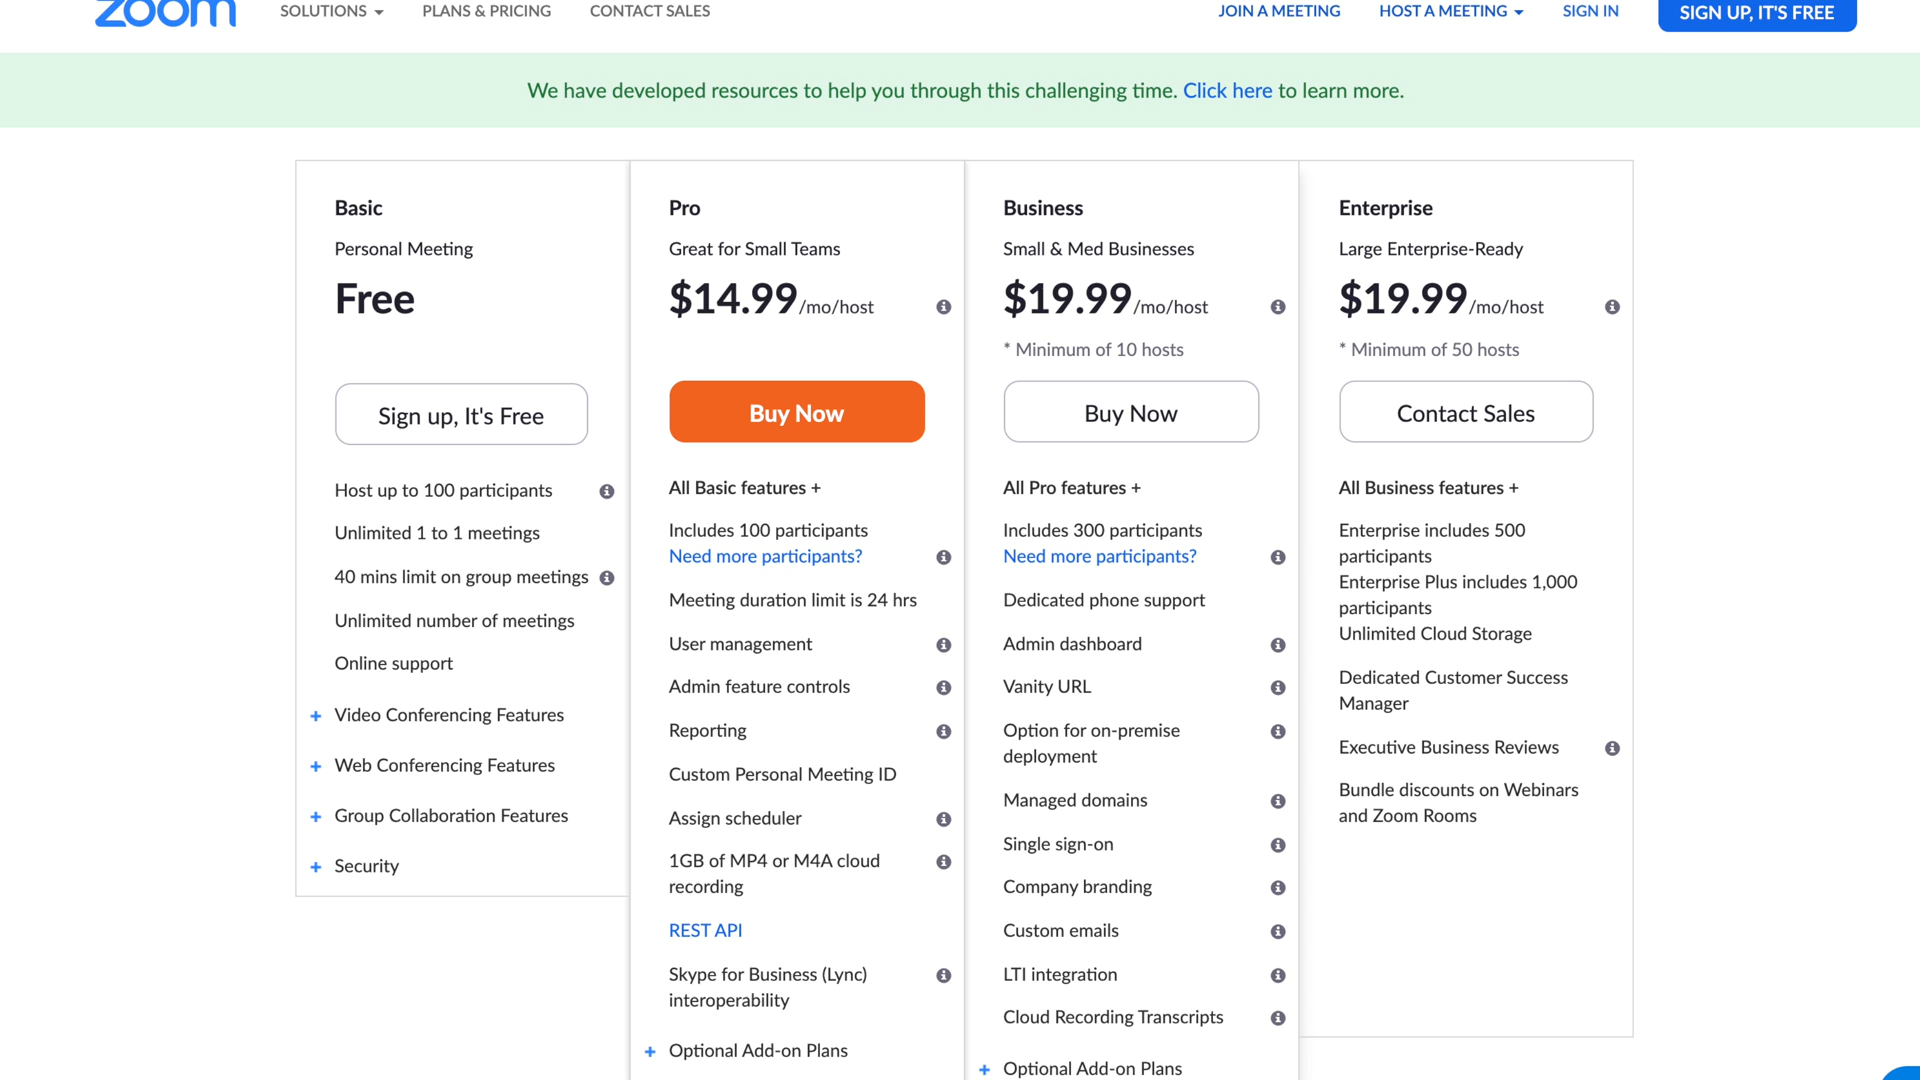 zoom
SOLUTIONS
PLANS & PRICING
CONTACT SALES
JOIN A MEETING
HOST A MEETING
SIGN IN
SIGN UP, IT'S FREE
We have developed resources to help you through this challenging time. Click here to learn more.
Basic
Personal Meeting
Free
Sign up, It's Free
Host up to 100 participants
Unlimited 1 to 1 meetings
40 mins limit on group meetings
Unlimited number of meetings
Online support
+ Video Conferencing Features
+ Web Conferencing Features
+ Group Collaboration Features
+ Security
Pro
Great for Small Teams
$14.99/mo/host
Buy Now
All Basic features +
Includes 100 participants
Need more participants?
Meeting duration limit is 24 hrs
User management
Admin feature controls
Reporting
Custom Personal Meeting ID
Assign scheduler
1GB of MP4 or M4A cloud
recording
REST API
Skype for Business (Lync)
interoperability
+ Optional Add-on Plans
Business
Small & Med Businesses
$19.99/mo/host
* Minimum of 10 hosts
Buy Now
All Pro features +
Includes 300 participants
Need more participants?
Dedicated phone support
Admin dashboard
Vanity URL
Option for on-premise
deployment
Managed domains
Single sign-on
Company branding
Custom emails
LTI integration
Cloud Recording Transcripts
+ Optional Add-on Plans
Enterprise
Large Enterprise-Ready
$19.99/mo/host
* Minimum of 50 hosts
Contact Sales
All Business features +
Enterprise includes 500
participants
Enterprise Plus includes 1,000
participants
Unlimited Cloud Storage
Dedicated Customer Success
Manager
Executive Business Reviews
Bundle discounts on Webinars
and Zoom Rooms